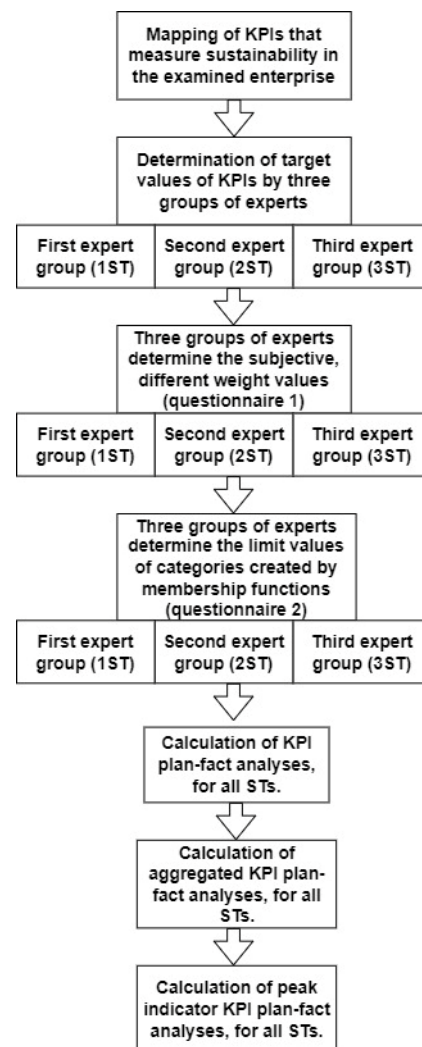 Mapping of KPIs that
measure sustainability in
the examined enterprise
Determination of target
values of KPIs by three
groups of experts
First expert
group (1ST)
Second expert
group (2ST)
Third expert
group (3ST)
Three groups of experts
determine the subjective,
different weight values
(questionnaire 1)
First expert
group (1ST)
Second expert
group (2ST)
Third expert
group (3ST)
Three groups of experts
determine the limit values
of categories created by
membership functions
(questionnaire 2)
First expert
group (1ST)
Second expert
group (2ST)
Third expert
group (3ST)
Calculation of KPI
plan-fact analyses,
for all STs.
Calculation of
aggregated KPI plan-
fact analyses, for all
STs.
Calculation of peak
indicator KPI plan-fact
analyses, for all STs.